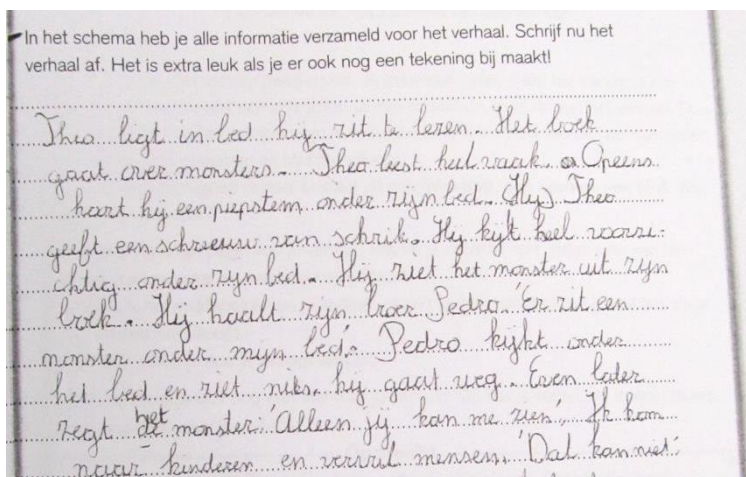 In het schema heb je alle informatie verzameld voor het verhaal. Schrijf nu het
verhaal af. Het is extra leuk als je er ook nog een tekening bij maakt!
Theo ligt in bed hij zit te lezen. Het boek
gaat over monsters. Theo leest heel vaak. Opeens
hoort hij een piepstem onder zijn bed. (Hij) Theo
geeft een schreeuw van schrik. Hij kijkt heel voorzi-
chtig onder zijn bed. Hij ziet het monster uit zijn
boek. Hij haalt zijn broer Pedro. 'Er zit een
monster onder mijn bed'. Pedro kijkt onder
het bed en ziet niks, hij gaat weg. Even later
zegt het monster: 'Alleen jij kan me zien', Ik kom
naar kinderen en mensen. 'Dat kan niet'.